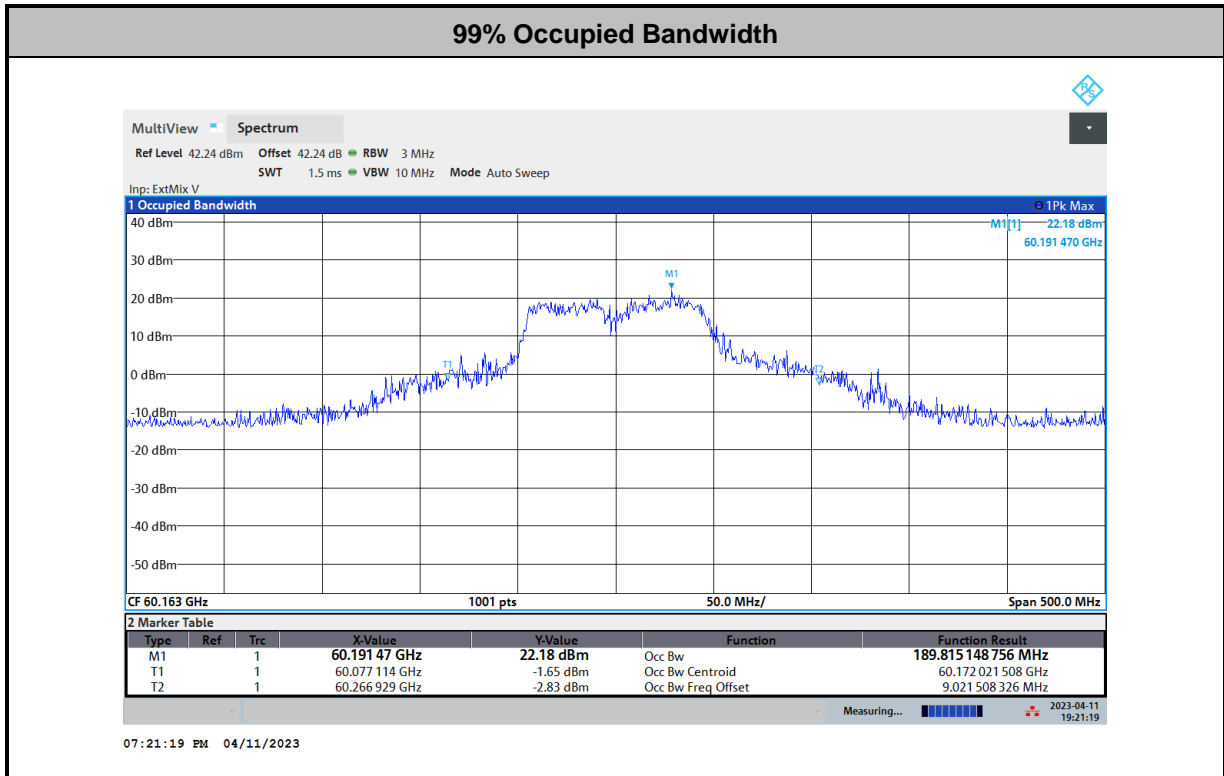 99% Occupied Bandwidth
R S
MultiView Spectrum
Ref Level 42.24 dBm Offset 42.24 dB RBW 3 MHz
SWT 1.5 ms VBW 10 MHz Mode Auto Sweep
Inp: ExtMix V
1 Occupied Bandwidth 1Pk Max
40 dBm M1[1] 22.18 dBm
60.191 470 GHz
30 dBm
M1
20 dBm
10 dBm
T1
T2
0 dBm
-10 dBm
-20 dBm
-30 dBm
-40 dBm
-50 dBm
CF 60.163 GHz 1001 pts 50.0 MHz/ Span 500.0 MHz
2 Marker Table
Type Ref Trc X-Value Y-Value Function Function Result
M1 1 60.191 47 GHz 22.18 dBm Occ Bw 189.815 148 756 MHz
T1 1 60.077 114 GHz -1.65 dBm Occ Bw Centroid 60.172 021 508 GHz
T2 1 60.266 929 GHz -2.83 dBm Occ Bw Freq Offset 9.021 508 326 MHz
Measuring... 2023-04-11
19:21:19
07:21:19 PM 04/11/2023